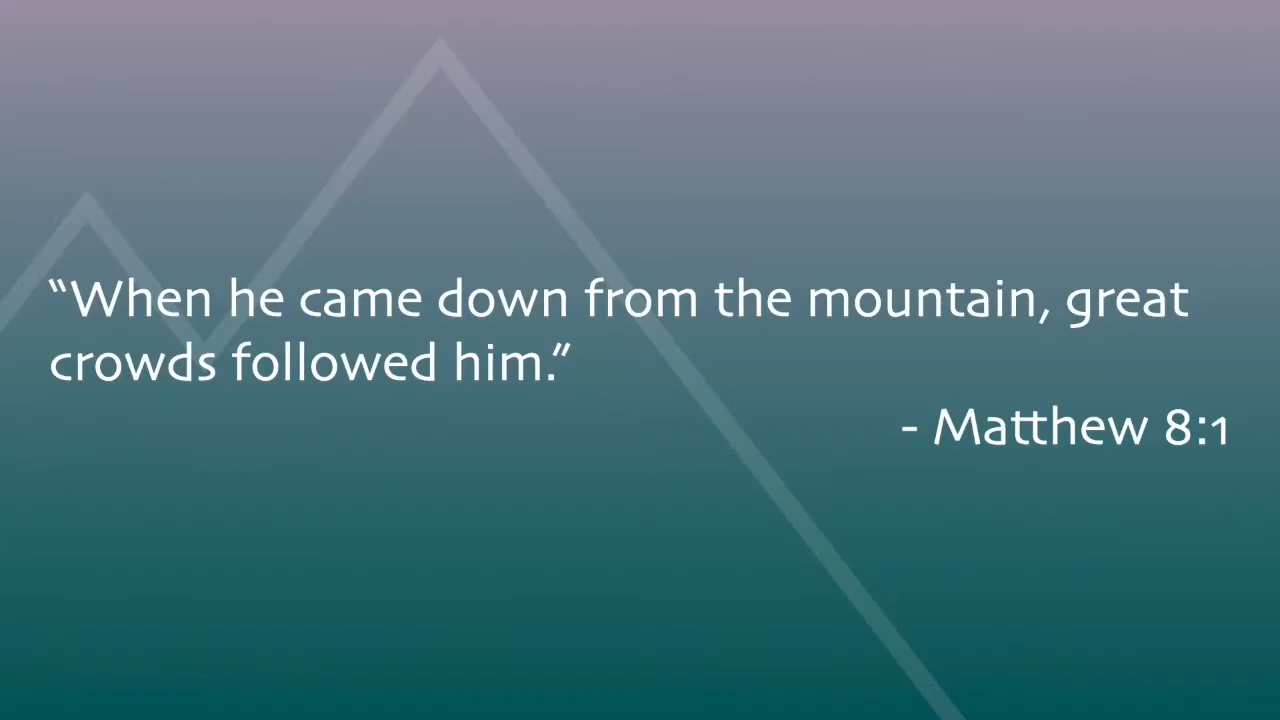 “When he came down from the mountain, great
crowds followed him.”
- Matthew 8:1